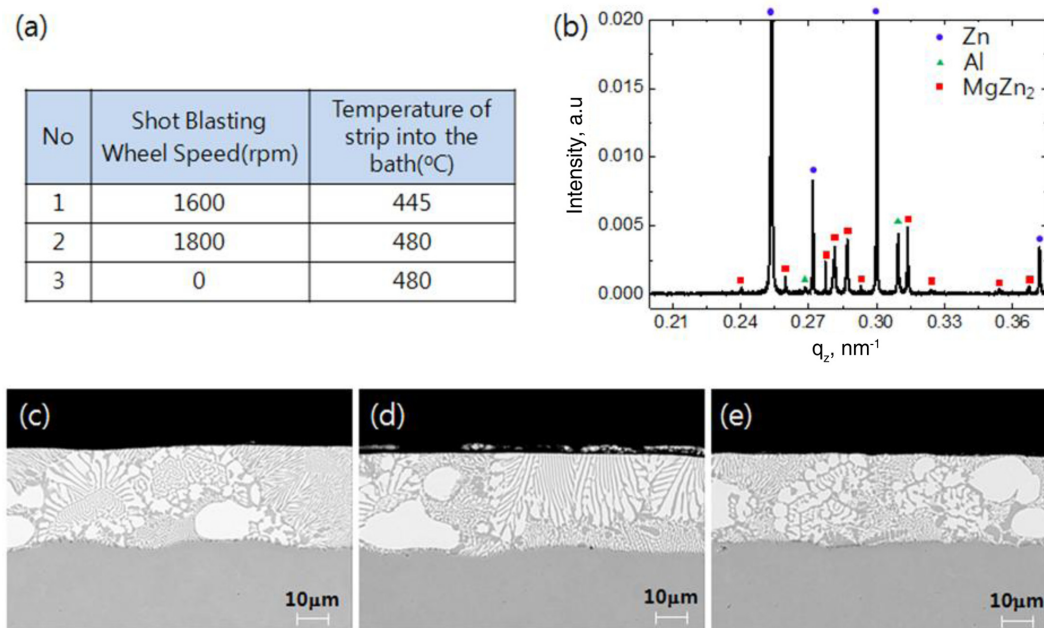 (a)
No
Shot Blasting
Wheel Speed(rpm)
Temperature of
strip into the
bath(ºC)
1
1600
445
2
1800
480
3
0
480
(b)
0.020
0.015
0.010
0.005
0.000
Intensity, a.u
Zn
Al
MgZn₂
0.21
0.24
0.27
0.30
0.33
0.36
q_z, nm⁻¹
(c)
10μm
(d)
10μm
(e)
10μm